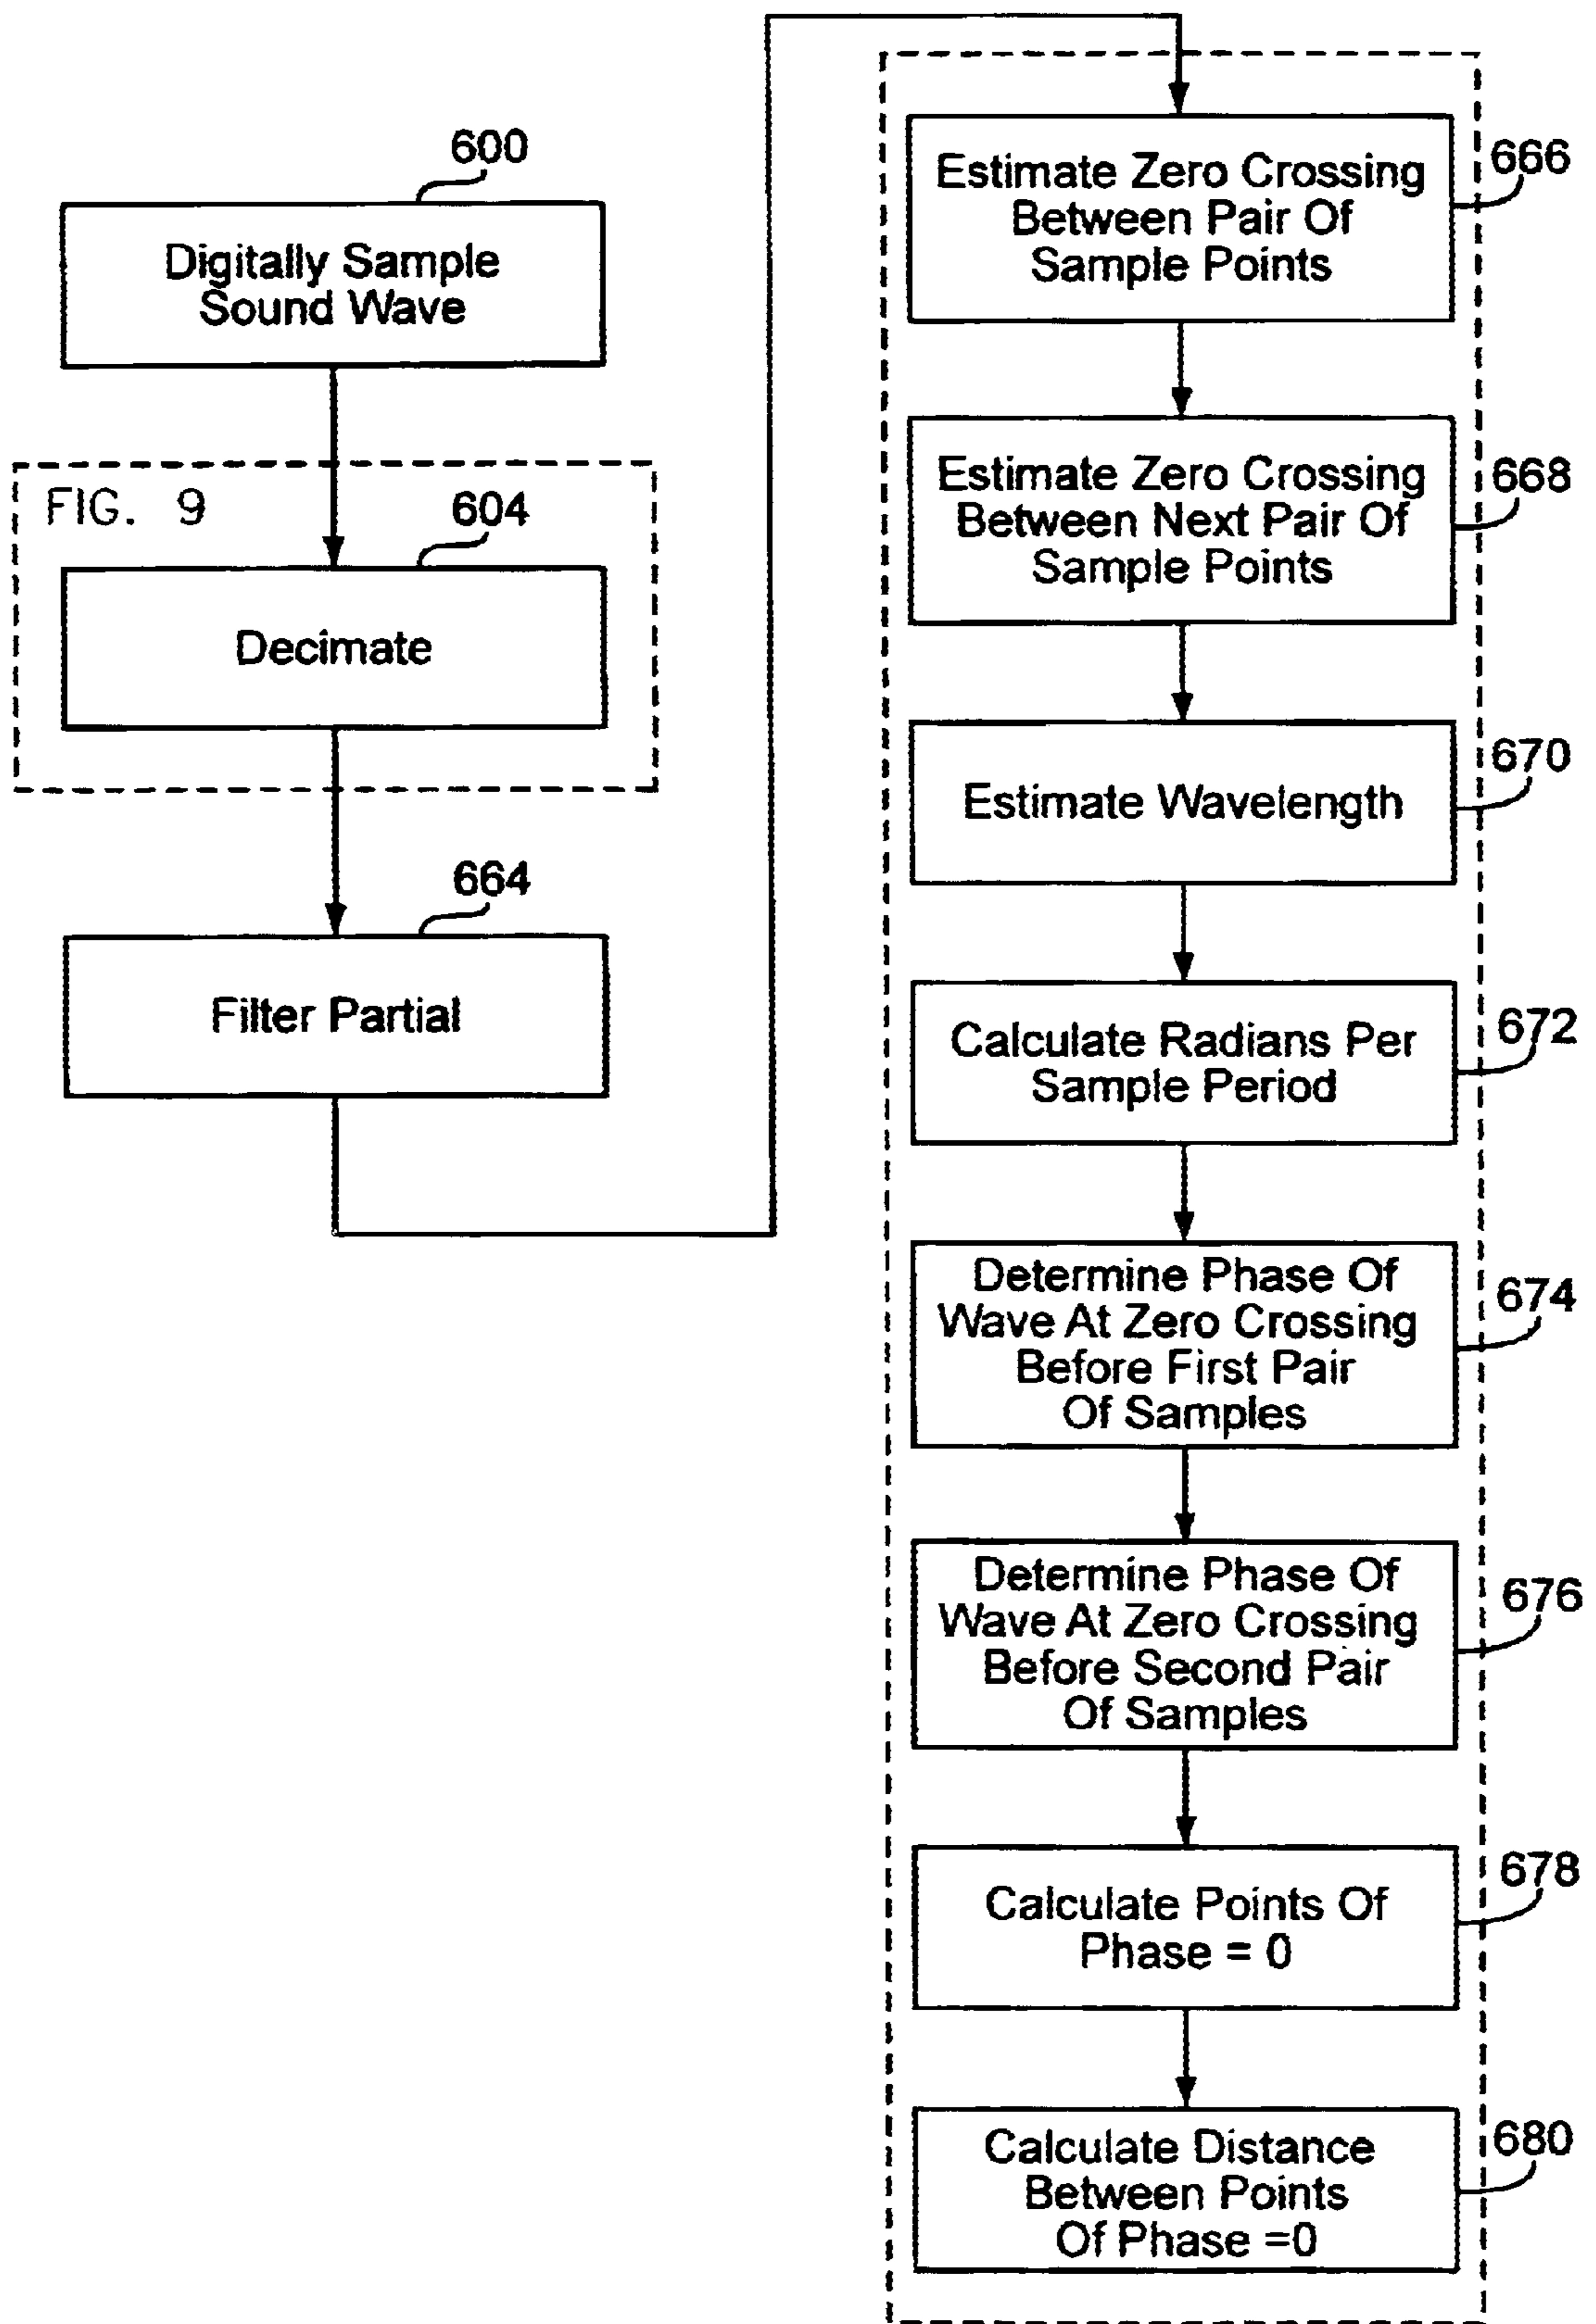 600
Digitally Sample
Sound Wave
FIG. 9
604
Decimate
664
Filter Partial
Estimate Zero Crossing
Between Pair Of
Sample Points
666
Estimate Zero Crossing
Between Next Pair Of
Sample Points
668
Estimate Wavelength
670
Calculate Radians Per
Sample Period
672
Determine Phase Of
Wave At Zero Crossing
Before First Pair
Of Samples
674
Determine Phase Of
Wave At Zero Crossing
Before Second Pair
Of Samples
676
Calculate Points Of
Phase = 0
678
Calculate Distance
Between Points
Of Phase =0
680